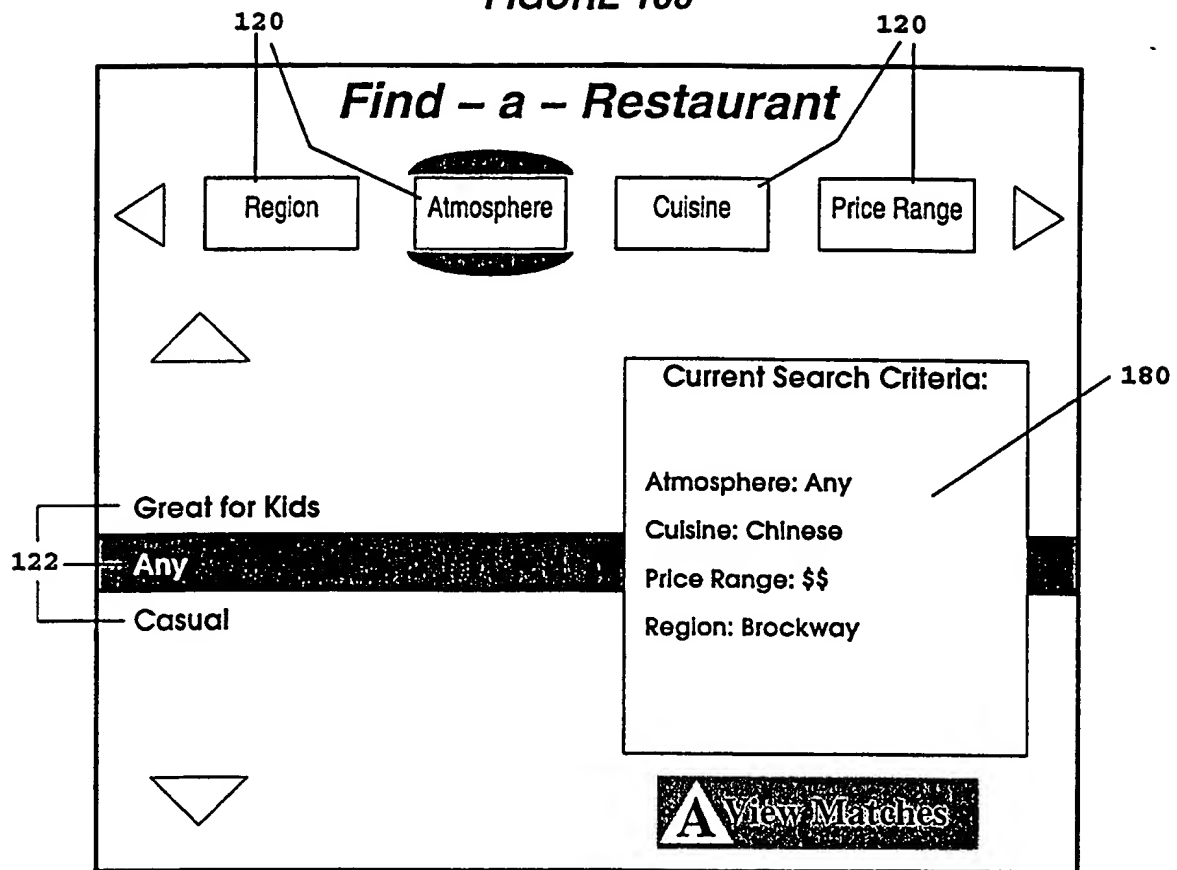 120 120
Find – a – Restaurant
Region Atmosphere Cuisine Price Range
Current Search Criteria:
180
Atmosphere: Any
Great for Kids
Cuisine: Chinese
122
Any
Price Range: $$
Casual
Region: Brockway
A View Matches